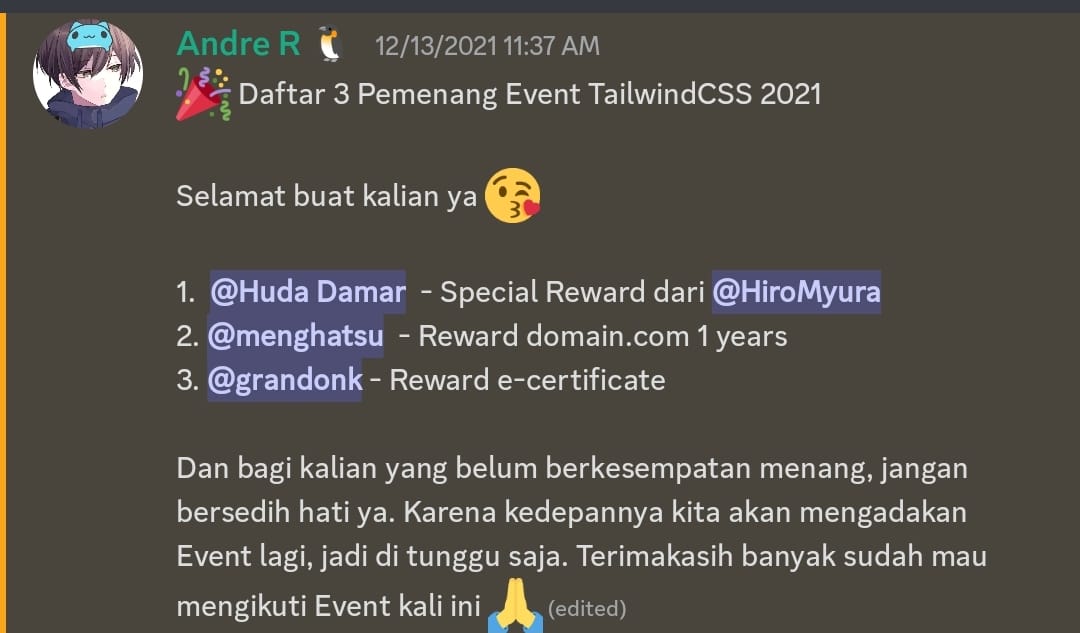 Andre R 🐧 12/13/2021 11:37 AM
🎉 Daftar 3 Pemenang Event TailwindCSS 2021
Selamat buat kalian ya 😘
1. @Huda Damar - Special Reward dari @HiroMyura
2. @menghatsu - Reward domain.com 1 years
3. @grandonk - Reward e-certificate
Dan bagi kalian yang belum berkesempatan menang, jangan
bersedih hati ya. Karena kedepannya kita akan mengadakan
Event lagi, jadi di tunggu saja. Terimakasih banyak sudah mau
mengikuti Event kali ini 🙏 (edited)